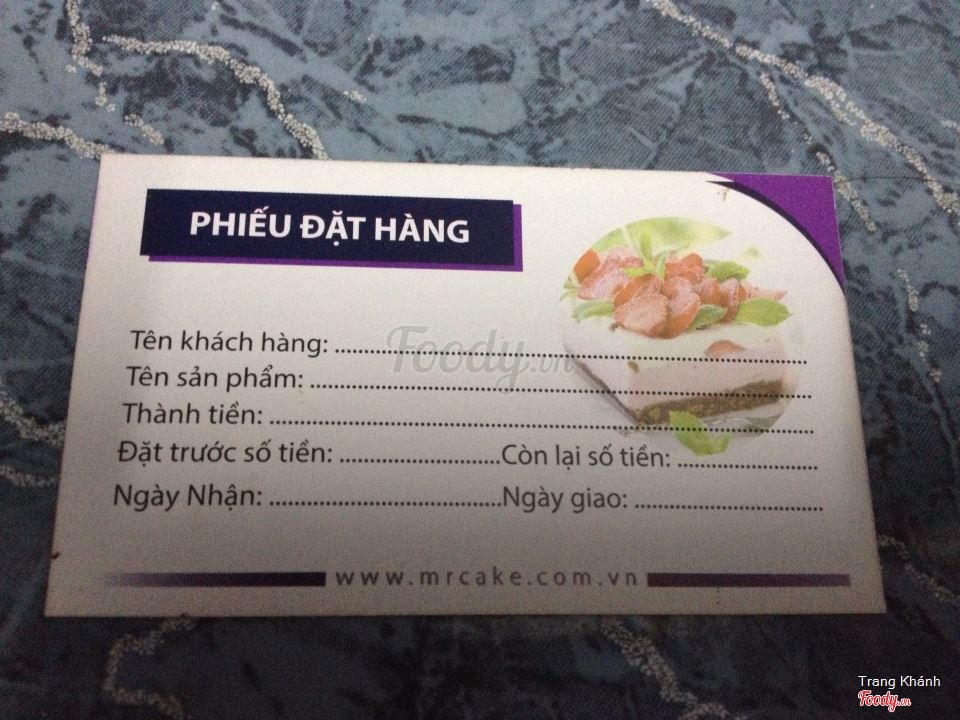 PHIẾU ĐẶT HÀNG
Tên khách hàng: ........................................
Tên sản phẩm: ........................................
Thành tiền: ........................................
Đặt trước số tiền: ....................Còn lại số tiền: ....................
Ngày Nhận: ....................Ngày giao: ....................
www.mrcake.com.vn
Foody.vn
Trang Khánh
Foody.vn